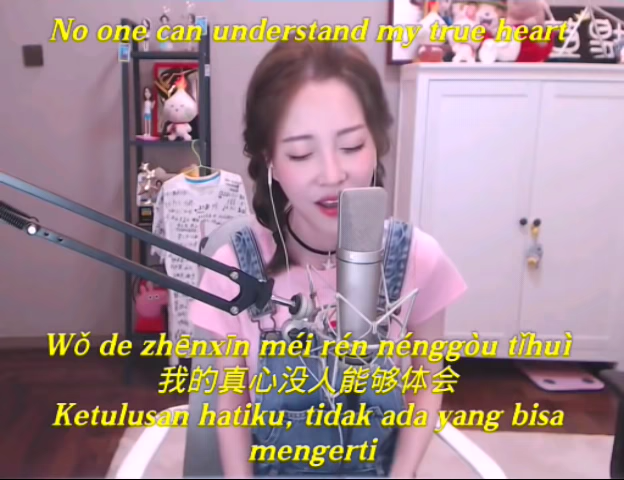 No one can understand my true heart
Wǒ de zhēnxīn méi rén nénggòu tǐhuì
我的真心没人能够体会
Ketulusan hatiku, tidak ada yang bisa
mengerti